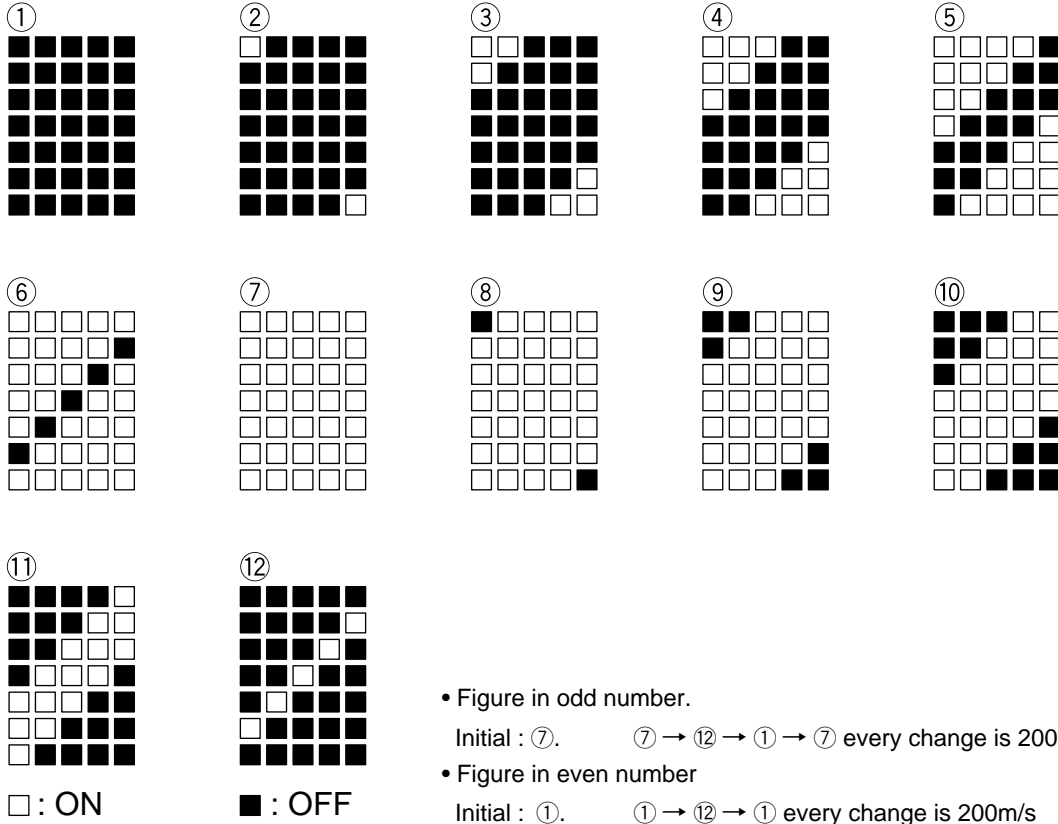 ① ② ③ ④ ⑤
⑥ ⑦ ⑧ ⑨ ⑩
⑪ ⑫
• Figure in odd number.
Initial : ⑦. ⑦ → ⑫ → ① → ⑦ every change is 200
• Figure in even number
Initial : ①. ① → ⑫ → ① every change is 200m/s
□ : ON ■ : OFF